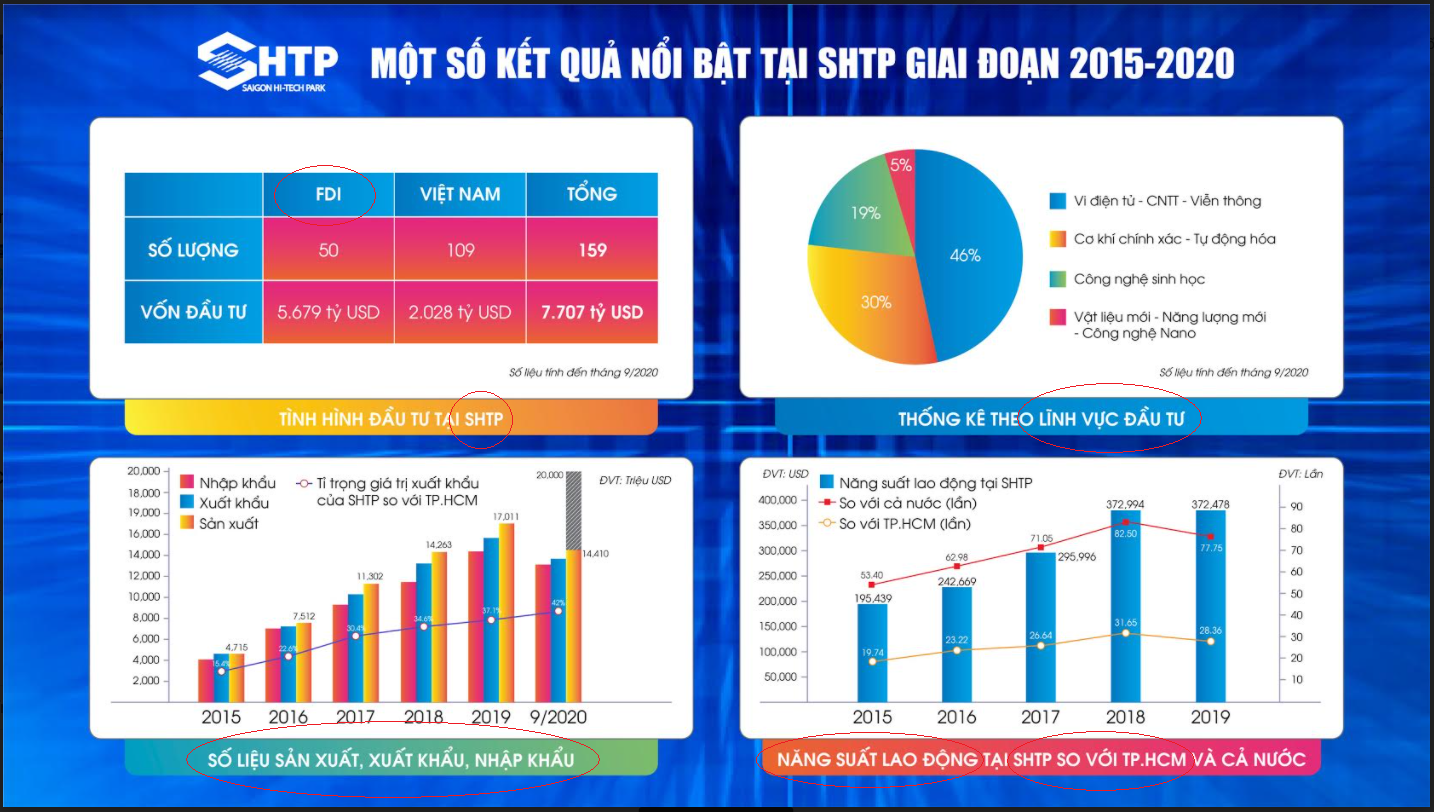 SHTP
SAIGON HI-TECH PARK
MỘT SỐ KẾT QUẢ NỔI BẬT TẠI SHTP GIAI ĐOẠN 2015-2020
FDI VIỆT NAM TỔNG
SỐ LƯỢNG 50 109 159
VỐN ĐẦU TƯ 5.679 tỷ USD 2.028 tỷ USD 7.707 tỷ USD
Số liệu tính đến tháng 9/2020
TÌNH HÌNH ĐẦU TƯ TẠI SHTP
5%
19%
46%
30%
Vi điện tử - CNTT - Viễn thông
Cơ khí chính xác - Tự động hóa
Công nghệ sinh học
Vật liệu mới - Năng lượng mới
- Công nghệ Nano
Số liệu tính đến tháng 9/2020
THỐNG KÊ THEO LĨNH VỰC ĐẦU TƯ
20,000
18,000
19,000
16,000
14,000
12,000
10,000
8,000
6,000
4,000
2,000
Nhập khẩu
Xuất khẩu
Sản xuất
Tỉ trọng giá trị xuất khẩu
của SHTP so với TP.HCM
ĐVT: Triệu USD
4,715
7,512
11,302
14,263
17,011
20,000
14,410
15.4%
22.6%
30.4%
34.6%
37.1%
42%
2015 2016 2017 2018 2019 9/2020
SỐ LIỆU SẢN XUẤT, XUẤT KHẨU, NHẬP KHẨU
ĐVT: USD
400,000
350,000
300,000
250,000
200,000
150,000
100,000
50,000
Năng suất lao động tại SHTP
So với cả nước (lần)
So với TP.HCM (lần)
ĐVT: Lần
90
80
70
60
50
40
30
20
10
53.40
62.98
71.05
82.50
77.75
195,439
242,669
295,996
372,994
372,478
19.74
23.22
26.64
31.65
28.36
2015 2016 2017 2018 2019
NĂNG SUẤT LAO ĐỘNG TẠI SHTP SO VỚI TP.HCM VÀ CẢ NƯỚC